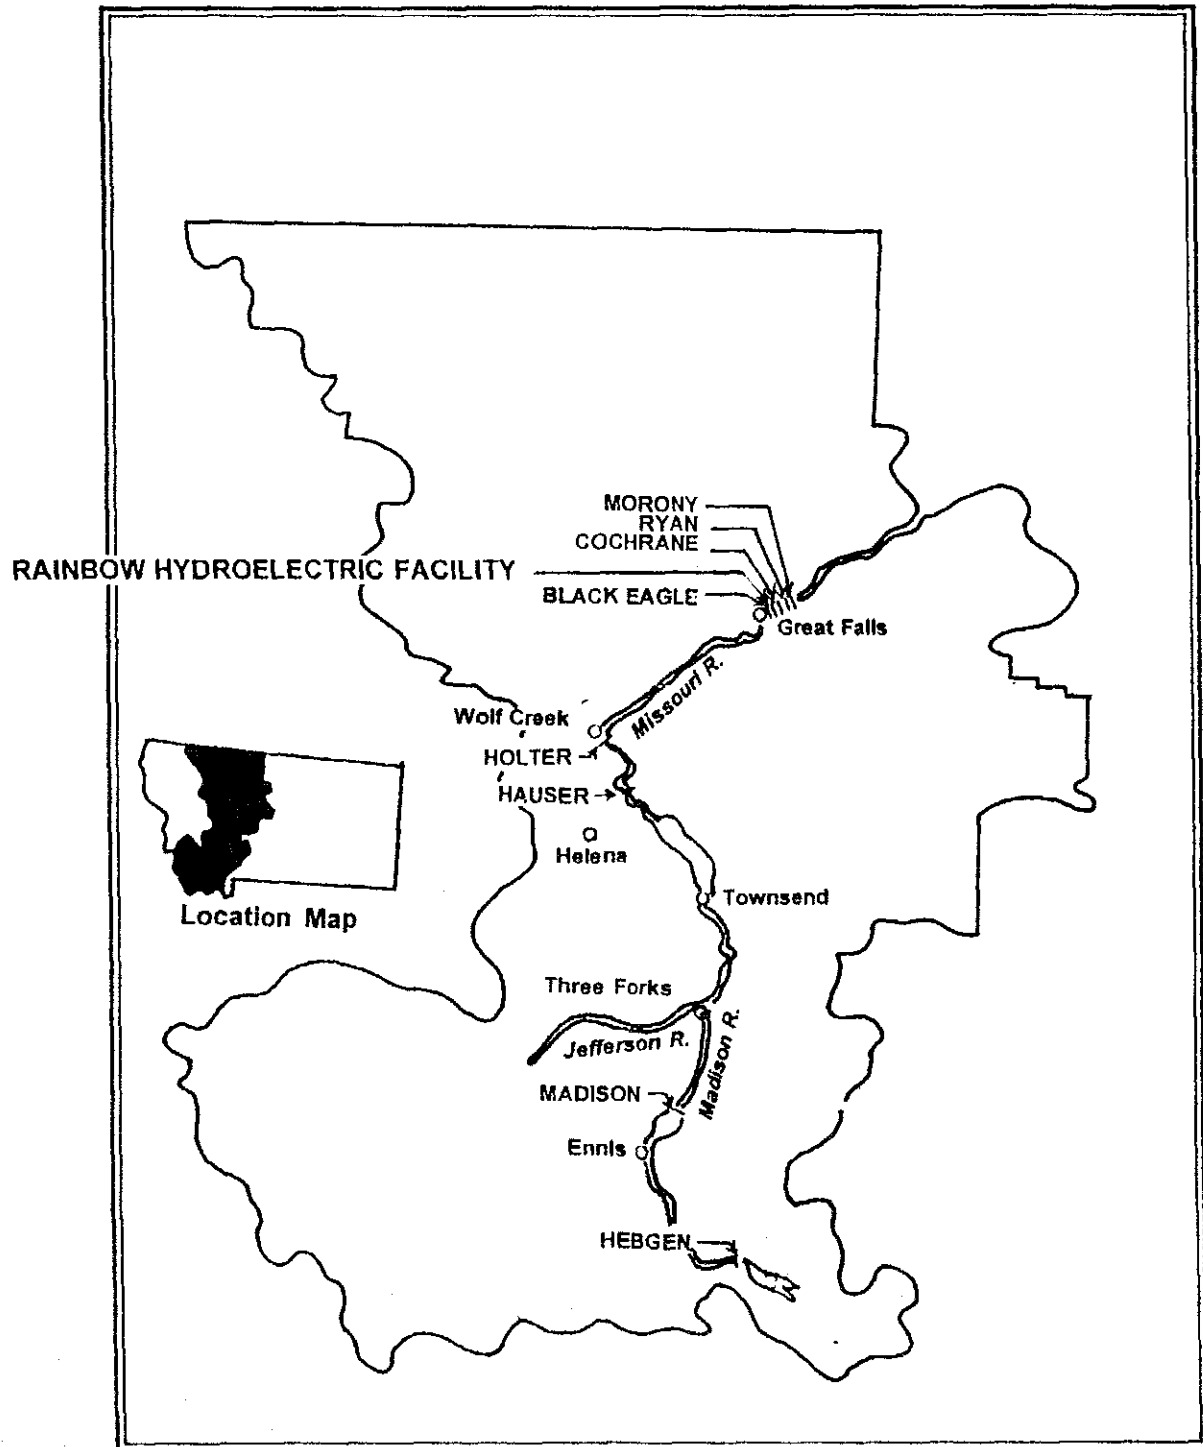 MORONY
RYAN
COCHRANE
RAINBOW HYDROELECTRIC FACILITY
BLACK EAGLE
Great Falls
Missouri R.
Wolf Creek
HOLTER
HAUSER
Helena
Location Map
Townsend
Three Forks
Jefferson R.
Madison R.
MADISON
Ennis
HEBGEN